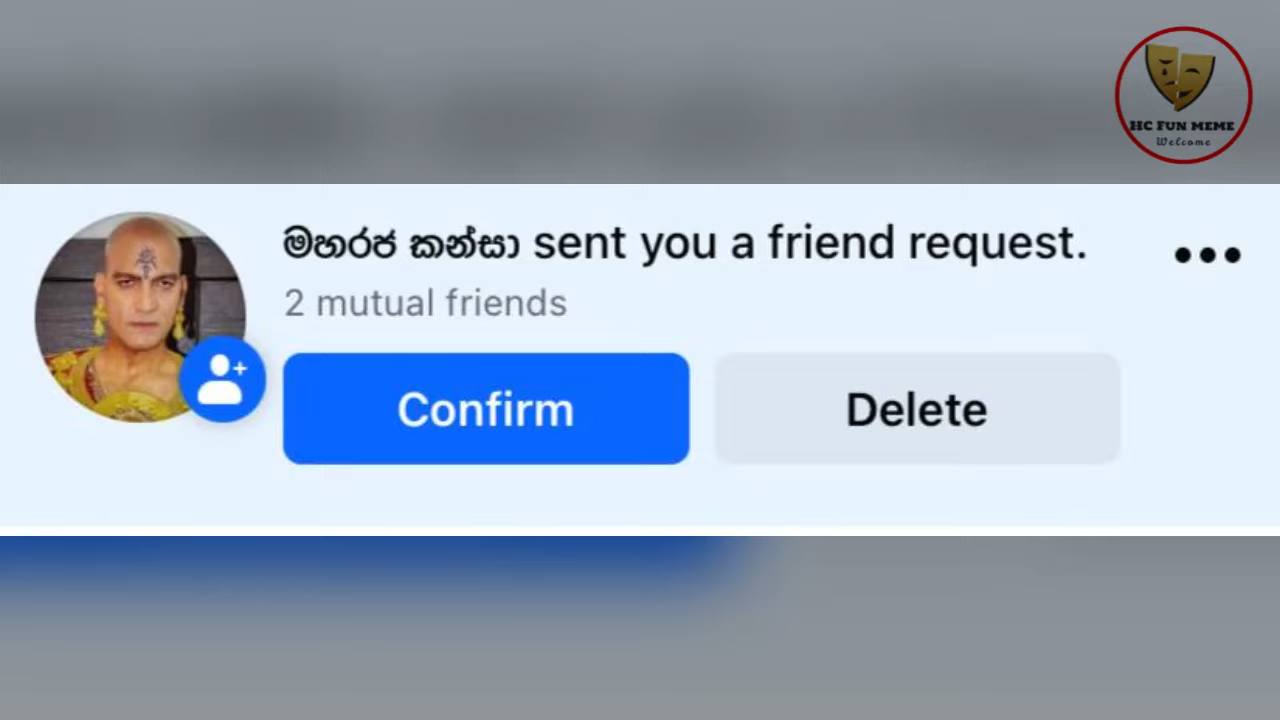 HC FUN MEME
Welcome
මහරජ කන්සා sent you a friend request.
2 mutual friends
Confirm
Delete